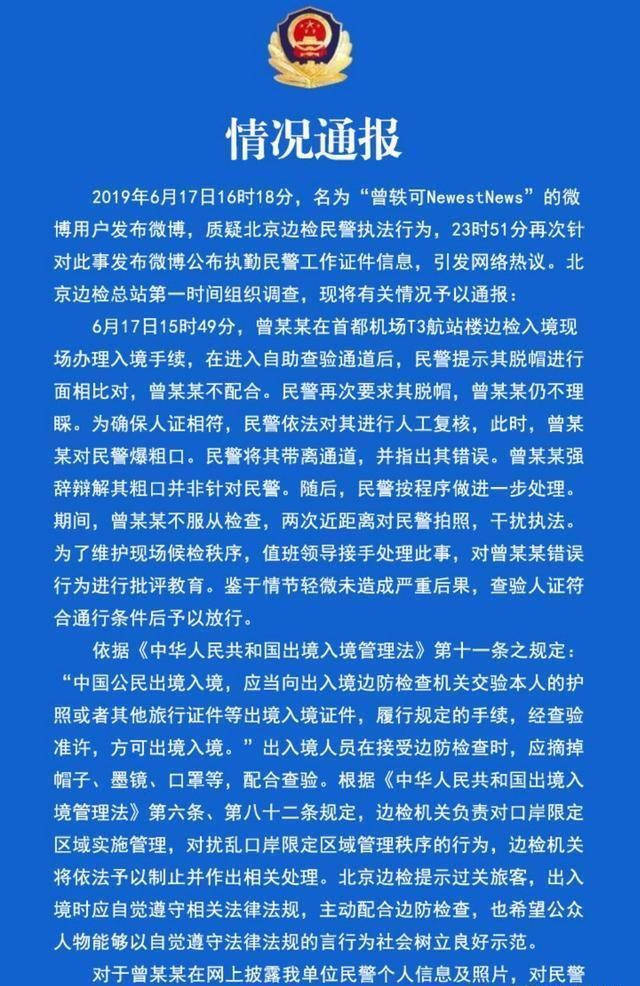 情况通报
2019年6月17日16时18分，名为“曾轶可NewestNews”的微
博用户发布微博，质疑北京边检民警执法行为，23时51分再次针
对此事发布微博公布执勤民警工作证件信息，引发网络热议。北
京边检总站第一时间组织调查，现将有关情况予以通报：
6月17日15时49分，曾某某在首都机场T3航站楼边检入境现
场办理入境手续，在进入自助查验通道后，民警提示其脱帽进行
面相比对，曾某某不配合。民警再次要求其脱帽，曾某某仍不理
睬。为确保人证相符，民警依法对其进行人工复核，此时，曾某
某对民警爆粗口。民警将其带离通道，并指出其错误。曾某某强
辞辩解其粗口并非针对民警。随后，民警按程序做进一步处理。
期间，曾某某不服从检查，两次近距离对民警拍照，干扰执法。
为了维护现场候检秩序，值班领导接手处理此事，对曾某某错误
行为进行批评教育。鉴于情节轻微未造成严重后果，查验人证符
合通行条件后予以放行。
依据《中华人民共和国出境入境管理法》第十一条之规定：
“中国公民出境入境，应当向出入境边防检查机关交验本人的护
照或者其他旅行证件等出境入境证件，履行规定的手续，经查验
准许，方可出境入境。”出入境人员在接受边防检查时，应摘掉
帽子、墨镜、口罩等，配合查验。根据《中华人民共和国出境入
境管理法》第六条、第八十二条规定，边检机关负责对口岸限定
区域实施管理，对扰乱口岸限定区域管理秩序的行为，边检机关
将依法予以制止并作出相关处理。北京边检提示过关旅客，出入
境时应自觉遵守相关法律法规，主动配合边防检查，也希望公众
人物能够以自觉遵守法律法规的言行为社会树立良好示范。
对于曾某某在网上披露我单位民警个人信息及照片，对民警